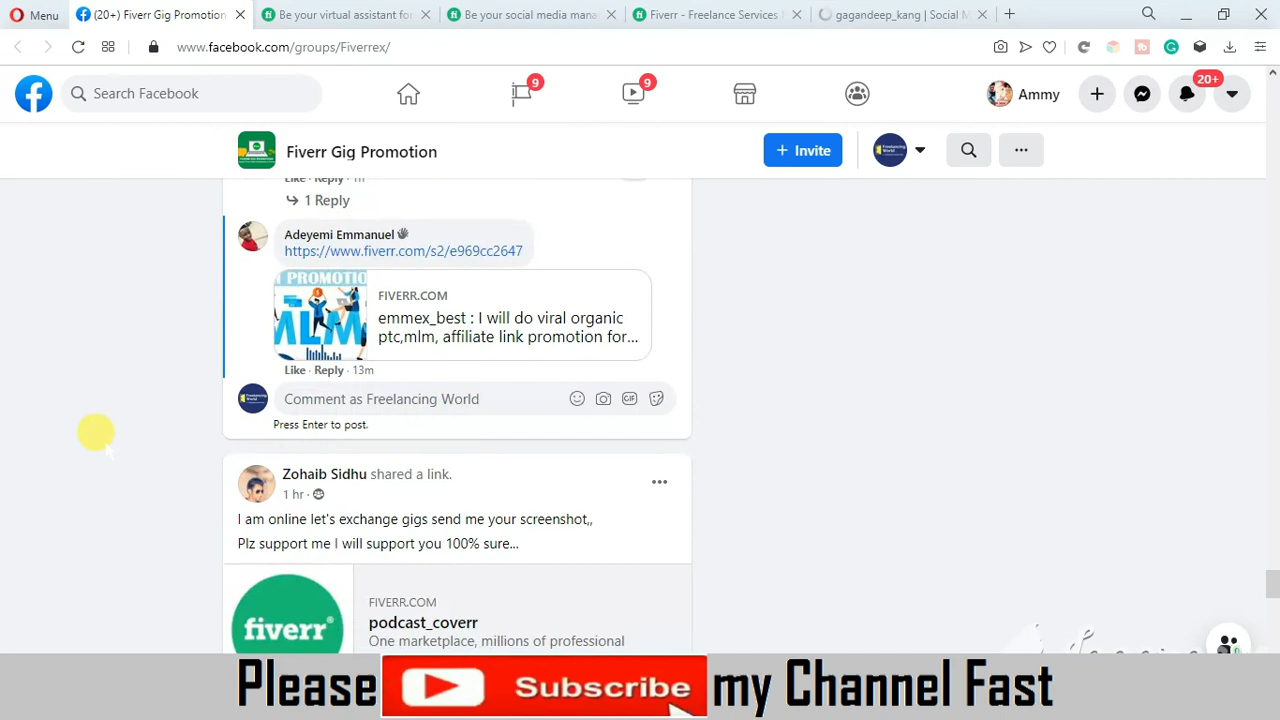 Menu
(20+) Fiverr Gig Promotion
Be your virtual assistant for
Be your social media mana
Fiverr - Freelance Services
gagandeep_kang | Social M
www.facebook.com/groups/Fiverrex/
Search Facebook
9
9
Ammy
20+
Fiverr Gig Promotion
+ Invite
Like · Reply · 1h
1 Reply
Adeyemi Emmanuel
https://www.fiverr.com/s2/e969cc2647
T PROMOTIO
MLM
FIVERR.COM
emmex_best : I will do viral organic
ptc,mlm, affiliate link promotion for...
Like · Reply · 13m
Comment as Freelancing World
GIF
Press Enter to post.
Zohaib Sidhu shared a link.
1 hr ·
I am online let's exchange gigs send me your screenshot,,
Plz support me I will support you 100% sure...
fiverr®
FIVERR.COM
podcast_coverr
One marketplace, millions of professional
Please Subscribe my Channel Fast